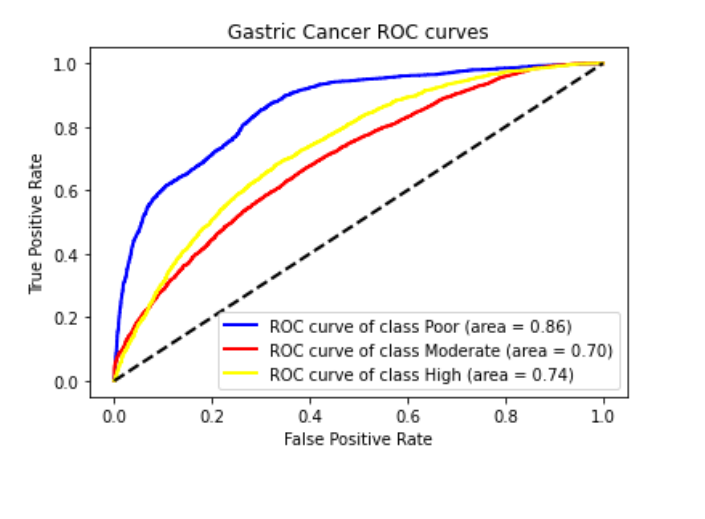 Gastric Cancer ROC curves
1.0
0.8
0.6
0.4
0.2
0.0
True Positive Rate
ROC curve of class Poor (area = 0.86)
ROC curve of class Moderate (area = 0.70)
ROC curve of class High (area = 0.74)
0.0 0.2 0.4 0.6 0.8 1.0
False Positive Rate